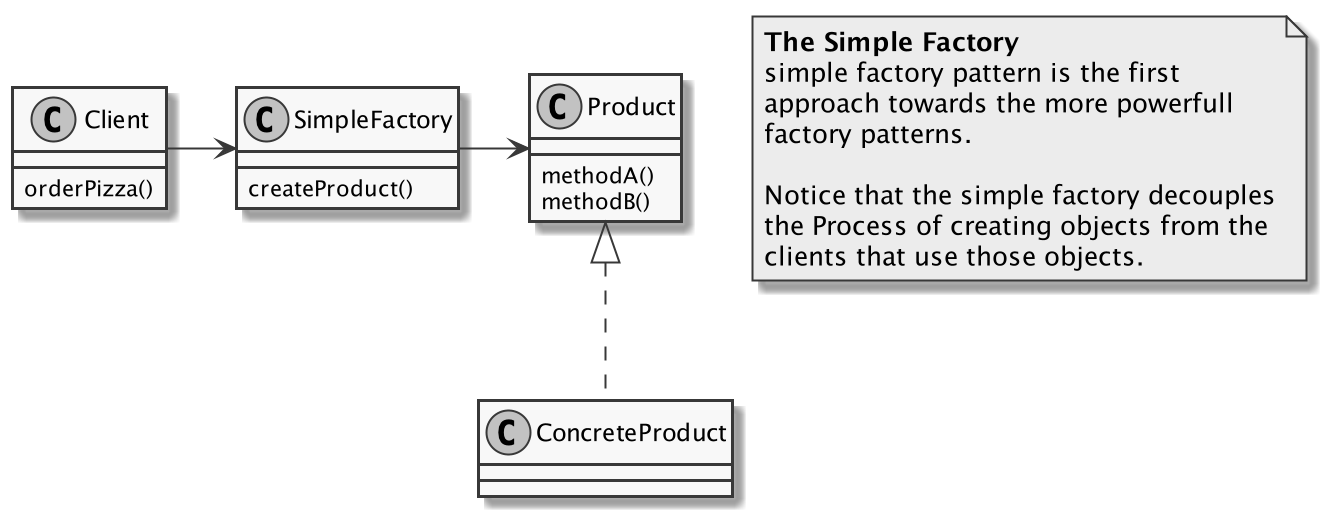 C Client
orderPizza()
C SimpleFactory
createProduct()
C Product
methodA()
methodB()
C ConcreteProduct
The Simple Factory
simple factory pattern is the first
approach towards the more powerfull
factory patterns.
Notice that the simple factory decouples
the Process of creating objects from the
clients that use those objects.